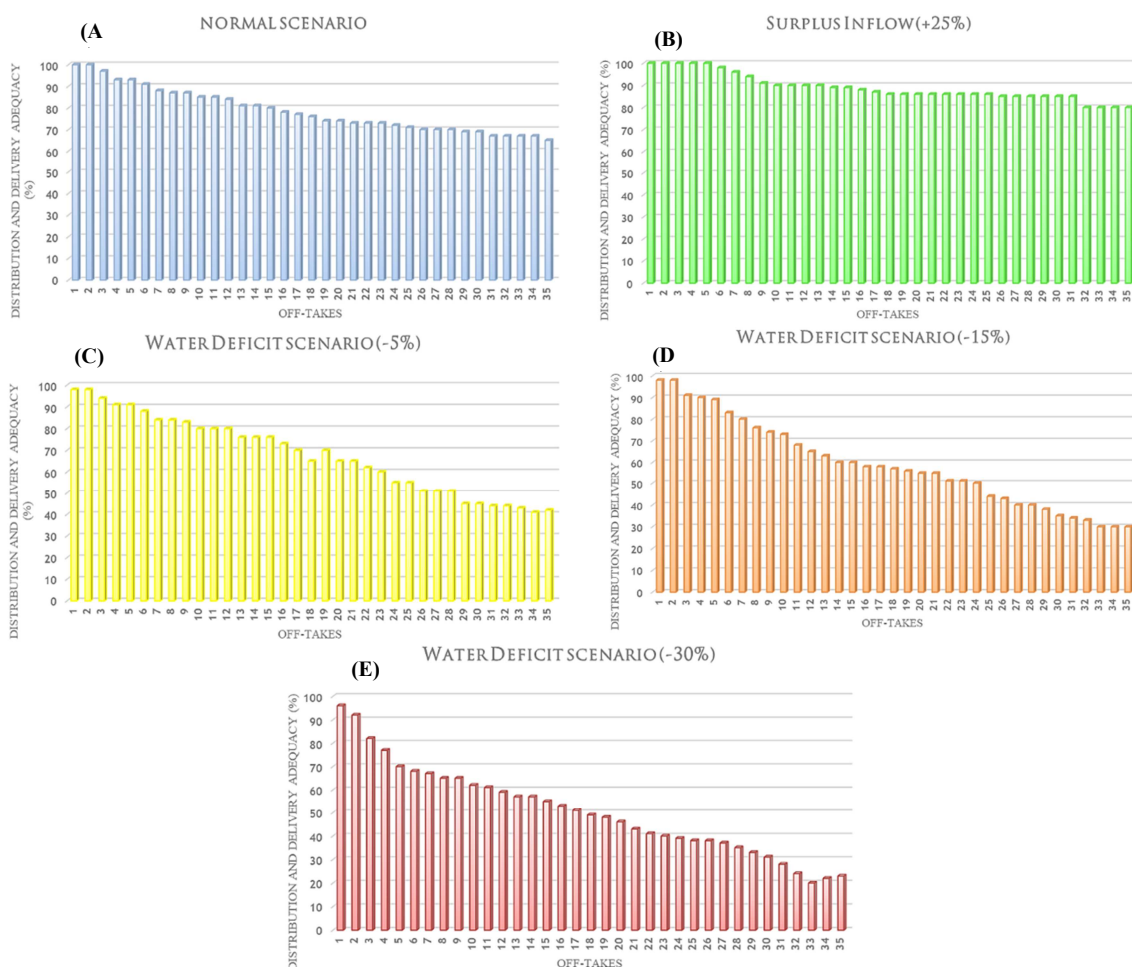 (A
NORMAL SCENARIO
DISTRIBUTION AND DELIVERY ADEQUACY
(%)
100
90
80
70
60
50
40
30
20
10
0
1 2 3 4 5 6 7 8 9 10 11 12 13 14 15 16 17 18 19 20 21 22 23 24 25 26 27 28 29 30 31 32 33 34 35
OFF-TAKES
(B)
SURPLUS INFLOW (+25%)
DISTRIBUTION AND DELIVERY ADEQUACY (%)
100
80
60
40
20
0
1 2 3 4 5 6 7 8 9 10 11 12 13 14 15 16 17 18 19 20 21 22 23 24 25 26 27 28 29 30 31 32 33 34 35
OFF-TAKES
(C)
WATER DEFICIT SCENARIO (-5%)
DISTRIBUTION AND DELIVERY ADEQUACY
(%)
100
90
80
70
60
50
40
30
20
10
0
1 2 3 4 5 6 7 8 9 10 11 12 13 14 15 16 17 18 19 20 21 22 23 24 25 26 27 28 29 30 31 32 33 34 35
OFF-TAKES
(D)
WATER DEFICIT SCENARIO (-15%)
DISTRIBUTION AND DELIVERY ADEQUACY (%)
100
90
80
70
60
50
40
30
20
10
0
1 2 3 4 5 6 7 8 9 10 11 12 13 14 15 16 17 18 19 20 21 22 23 24 25 26 27 28 29 30 31 32 33 34 35
OFF-TAKES
(E)
WATER DEFICIT SCENARIO (-30%)
DISTRIBUTION AND DELIVERY ADEQUACY (%)
100
90
80
70
60
50
40
30
20
10
0
1 2 3 4 5 6 7 8 9 10 11 12 13 14 15 16 17 18 19 20 21 22 23 24 25 26 27 28 29 30 31 32 33 34 35
OFF-TAKES